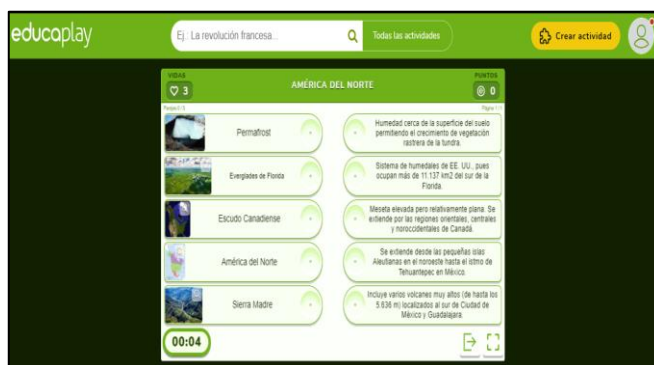 educaplay
Ej.: La revolución francesa...
Todas las actividades
Crear actividad
VIDAS
3
AMÉRICA DEL NORTE
PUNTOS
0
Permafrost
Humedad cerca de la superficie del suelo
permitiendo el crecimiento de vegetación
rastrera de la tundra.
Everglades de Florida
Sistema de humedales de EE. UU., pues
ocupan más de 11.137 km2 del sur de la
Florida.
Escudo Canadiense
Meseta elevada pero relativamente plana. Se
extiende por las regiones orientales, centrales
y noroccidentales de Canadá.
América del Norte
Se extiende desde las pequeñas islas
Aleutianas en el noroeste hasta el istmo de
Tehuantepec en México.
Sierra Madre
Incluye varios volcanes muy altos (de hasta los
5.636 m) localizados al sur de Ciudad de
México y Guadalajara.
00:04